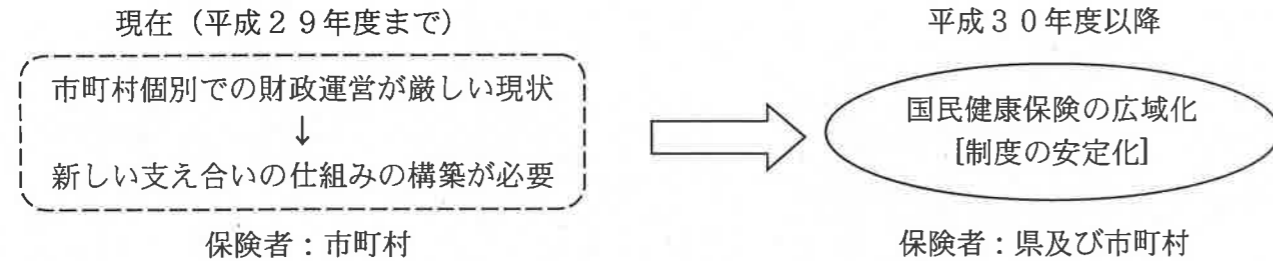 現在（平成２９年度まで）
市町村個別での財政運営が厳しい現状
↓
新しい支え合いの仕組みの構築が必要
保険者：市町村
平成３０年度以降
国民健康保険の広域化
[制度の安定化]
保険者：県及び市町村